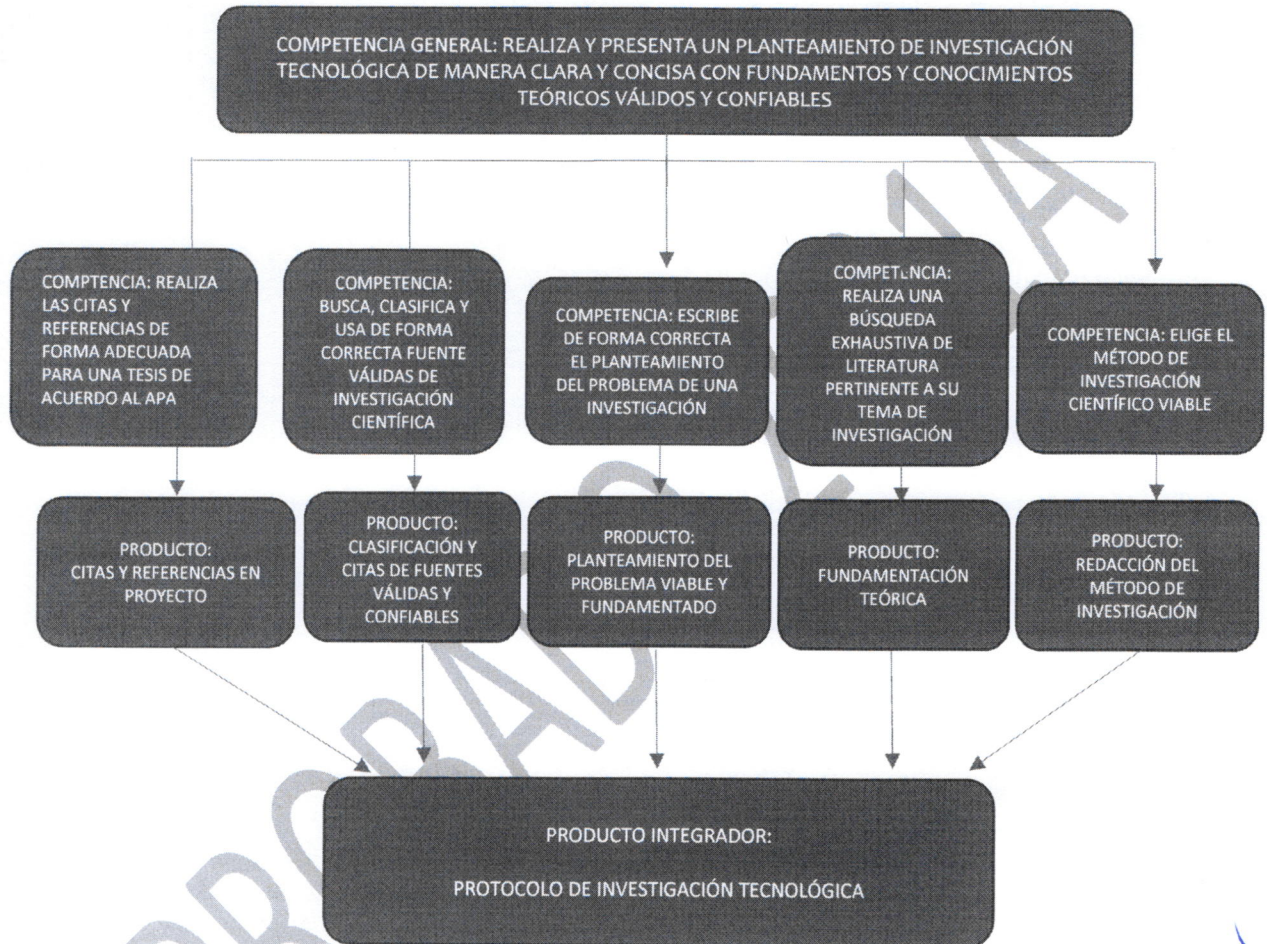 COMPETENCIA GENERAL: REALIZA Y PRESENTA UN PLANTEAMIENTO DE INVESTIGACIÓN
TECNOLÓGICA DE MANERA CLARA Y CONCISA CON FUNDAMENTOS Y CONOCIMIENTOS
TEÓRICOS VÁLIDOS Y CONFIABLES
COMPTENCIA: REALIZA
LAS CITAS Y
REFERENCIAS DE
FORMA ADECUADA
PARA UNA TESIS DE
ACUERDO AL APA
COMPETENCIA:
BUSCA, CLASIFICA Y
USA DE FORMA
CORRECTA FUENTE
VÁLIDAS DE
INVESTIGACIÓN
CIENTÍFICA
COMPETENCIA: ESCRIBE
DE FORMA CORRECTA
EL PLANTEAMIENTO
DEL PROBLEMA DE UNA
INVESTIGACIÓN
COMPETENCIA:
REALIZA UNA
BÚSQUEDA
EXHAUSTIVA DE
LITERATURA
PERTINENTE A SU
TEMA DE
INVESTIGACIÓN
COMPETENCIA: ELIGE EL
MÉTODO DE
INVESTIGACIÓN
CIENTÍFICO VIABLE
PRODUCTO:
CITAS Y REFERENCIAS EN
PROYECTO
PRODUCTO:
CLASIFICACIÓN Y
CITAS DE FUENTES
VÁLIDAS Y
CONFIABLES
PRODUCTO:
PLANTEAMIENTO DEL
PROBLEMA VIABLE Y
FUNDAMENTADO
PRODUCTO:
FUNDAMENTACIÓN
TEÓRICA
PRODUCTO:
REDACCIÓN DEL
MÉTODO DE
INVESTIGACIÓN
PRODUCTO INTEGRADOR:
PROTOCOLO DE INVESTIGACIÓN TECNOLÓGICA